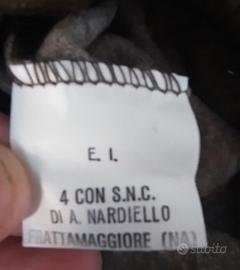 E. I.
4 CON S.N.C.
DI A. NARDIELLO
FRATTAMAGGIORE (NA)
subito